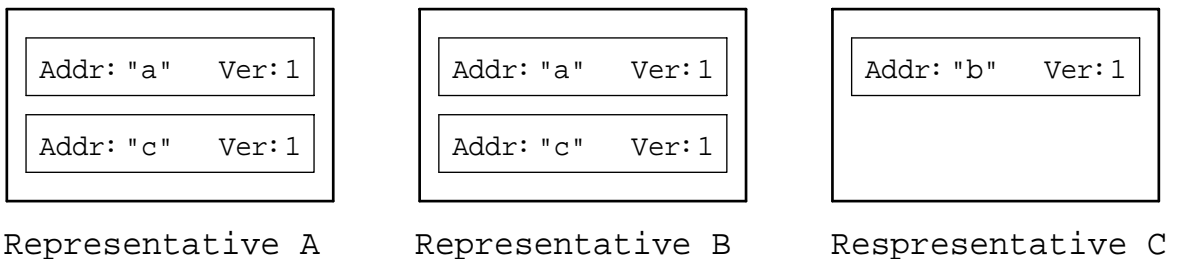 Addr: "a" Ver: 1 Addr: "a" Ver: 1 Addr: "b" Ver: 1
Addr: "c" Ver: 1 Addr: "c" Ver: 1
Representative A Representative B Respresentative C